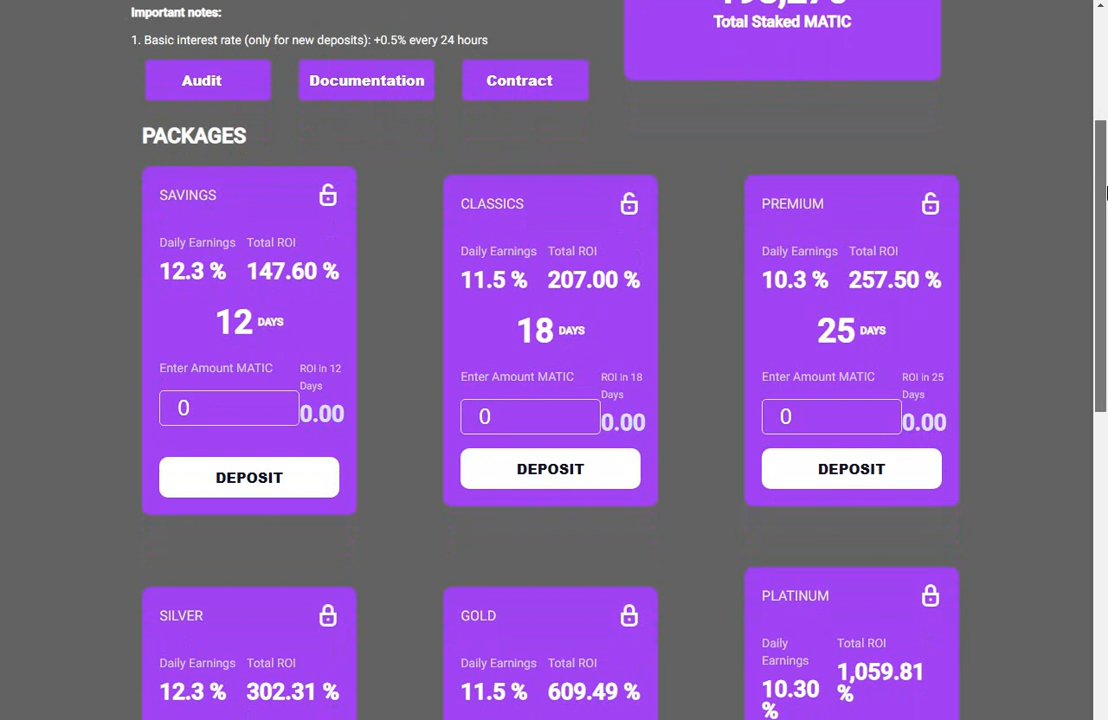 Important notes:
Total Staked MATIC
1. Basic interest rate (only for new deposits): +0.5% every 24 hours
Audit
Documentation
Contract
PACKAGES
SAVINGS
Daily Earnings Total ROI
12.3 % 147.60 %
12 DAYS
Enter Amount MATIC
ROI in 12
Days
0
0.00
DEPOSIT
CLASSICS
Daily Earnings Total ROI
11.5 % 207.00 %
18 DAYS
Enter Amount MATIC
ROI in 18
Days
0
0.00
DEPOSIT
PREMIUM
Daily Earnings Total ROI
10.3 % 257.50 %
25 DAYS
Enter Amount MATIC
ROI in 25
Days
0
0.00
DEPOSIT
SILVER
Daily Earnings Total ROI
12.3 % 302.31 %
GOLD
Daily Earnings Total ROI
11.5 % 609.49 %
PLATINUM
Daily
Earnings
Total ROI
1,059.81
%
10.30
%